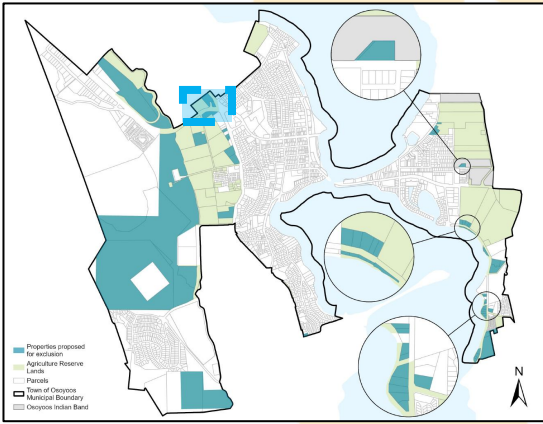 N
Properties proposed
for exclusion
Agriculture Reserve
Lands
Parcels
Town of Osoyoos
Municipal Boundary
Osoyoos Indian Band